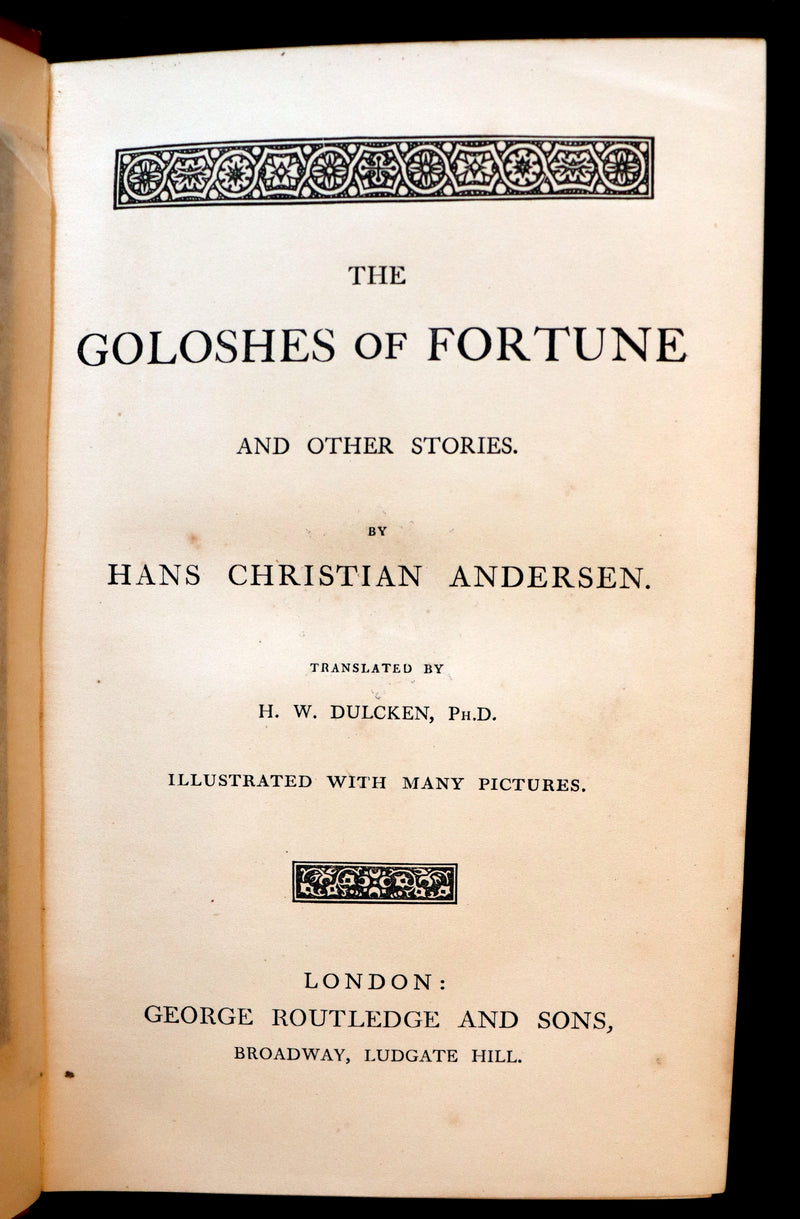 THE
GOLOSHES OF FORTUNE
AND OTHER STORIES.
BY
HANS CHRISTIAN ANDERSEN.
TRANSLATED BY
H. W. DULCKEN, PH.D.
ILLUSTRATED WITH MANY PICTURES.
LONDON:
GEORGE ROUTLEDGE AND SONS,
BROADWAY, LUDGATE HILL.